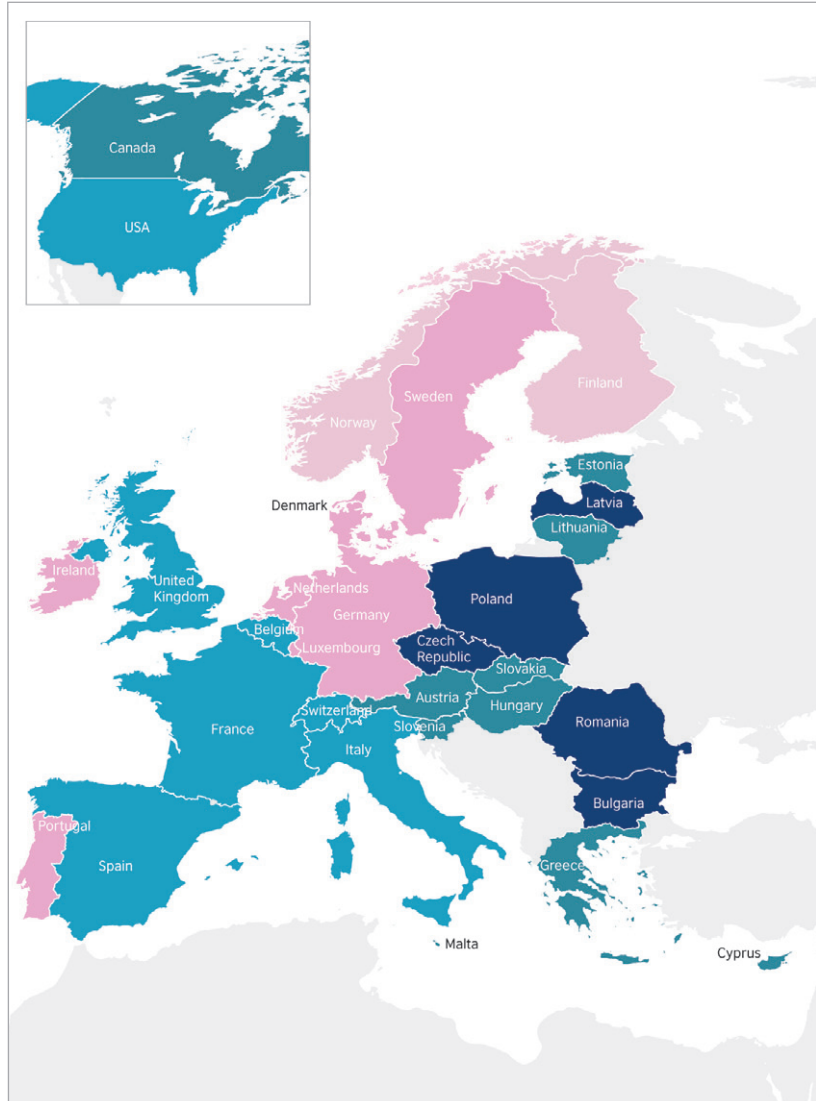 Canada
USA
Norway
Sweden
Finland
Estonia
Denmark
Latvia
Lithuania
Ireland
United
Kingdom
Netherlands
Germany
Poland
Belgium
Luxembourg
Czech
Republic
Slovakia
Austria
Hungary
Switzerland
Slovenia
Romania
France
Italy
Bulgaria
Portugal
Spain
Greece
Malta
Cyprus